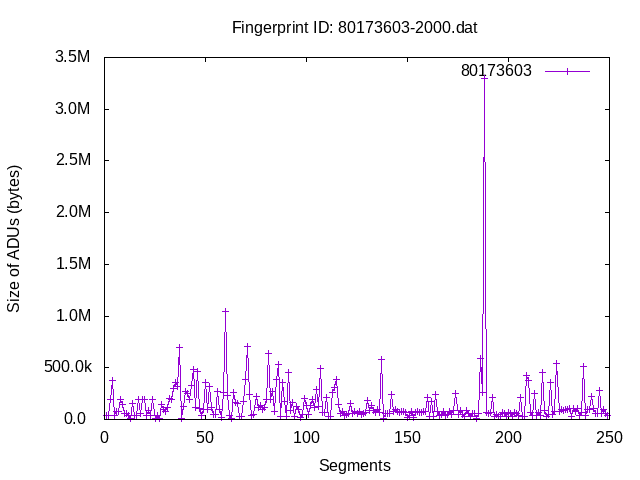 Fingerprint ID: 80173603-2000.dat
80173603
3.5M
3.0M
2.5M
2.0M
1.5M
1.0M
500.0k
0.0
Size of ADUs (bytes)
0 50 100 150 200 250
Segments